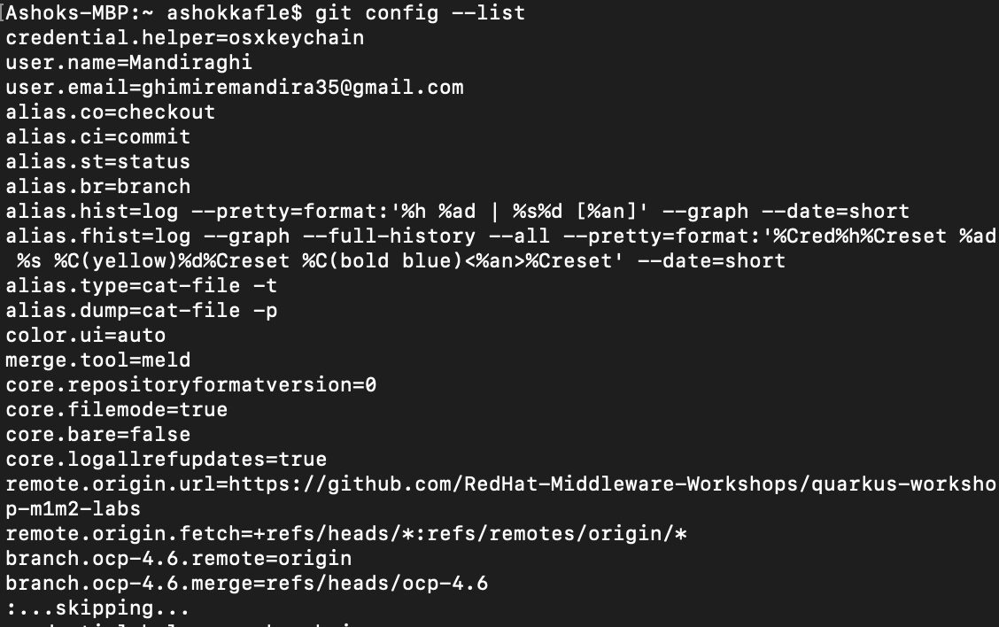 [Ashoks-MBP:~ ashokkafle$ git config --list
credential.helper=osxkeychain
user.name=Mandiraghi
user.email=ghimiremandira35@gmail.com
alias.co=checkout
alias.ci=commit
alias.st=status
alias.br=branch
alias.hist=log --pretty=format:'%h %ad | %s%d [%an]' --graph --date=short
alias.fhist=log --graph --full-history --all --pretty=format:'%Cred%h%Creset %ad
 %s %C(yellow)%d%Creset %C(bold blue)<%an>%Creset' --date=short
alias.type=cat-file -t
alias.dump=cat-file -p
color.ui=auto
merge.tool=meld
core.repositoryformatversion=0
core.filemode=true
core.bare=false
core.logallrefupdates=true
remote.origin.url=https://github.com/RedHat-Middleware-Workshops/quarkus-worksho
p-m1m2-labs
remote.origin.fetch=+refs/heads/*:refs/remotes/origin/*
branch.ocp-4.6.remote=origin
branch.ocp-4.6.merge=refs/heads/ocp-4.6
:...skipping...